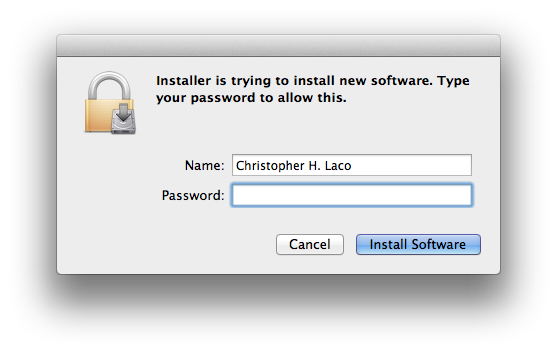 Installer is trying to install new software. Type
your password to allow this.
Name: Christopher H. Laco
Password:
Cancel Install Software